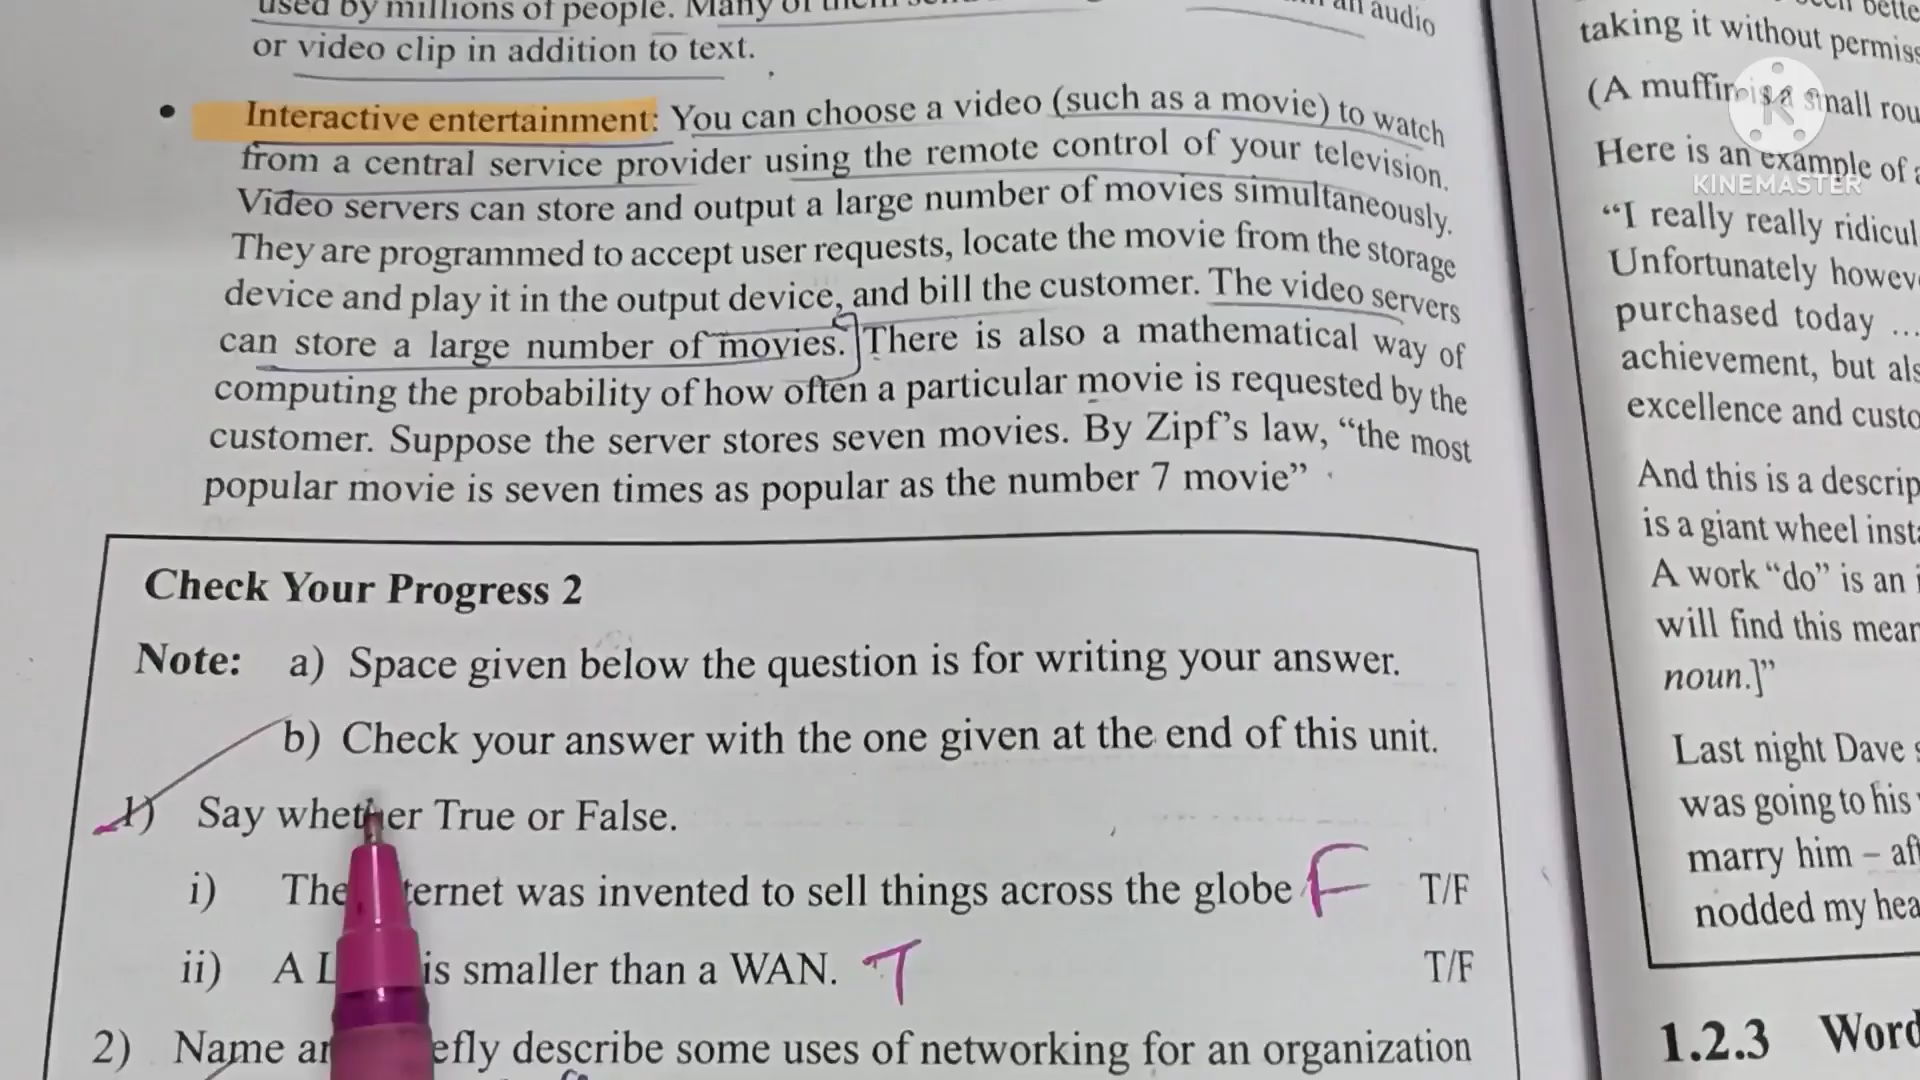 used by millions of people. Many of them
an audio
or video clip in addition to text.
• Interactive entertainment: You can choose a video (such as a movie) to watch
from a central service provider using the remote control of your television.
Video servers can store and output a large number of movies simultaneously.
They are programmed to accept user requests, locate the movie from the storage
device and play it in the output device, and bill the customer. The video servers
can store a large number of movies. There is also a mathematical way of
computing the probability of how often a particular movie is requested by the
customer. Suppose the server stores seven movies. By Zipf's law, “the most
popular movie is seven times as popular as the number 7 movie”
Check Your Progress 2
Note: a) Space given below the question is for writing your answer.
b) Check your answer with the one given at the end of this unit.
1) Say whether True or False.
i) The ternet was invented to sell things across the globe F T/F
ii) A L is smaller than a WAN. T T/F
2) Name an efly describe some uses of networking for an organization
taking it without permiss
(A muffin is a small rou
Here is an example of a
“I really really ridicul
Unfortunately howev
purchased today ...
achievement, but als
excellence and custo
And this is a descrip
is a giant wheel insta
A work “do” is an i
will find this mean
noun.]”
Last night Dave s
was going to his
marry him – aft
nodded my hea
1.2.3 Word
K
KINEMASTER